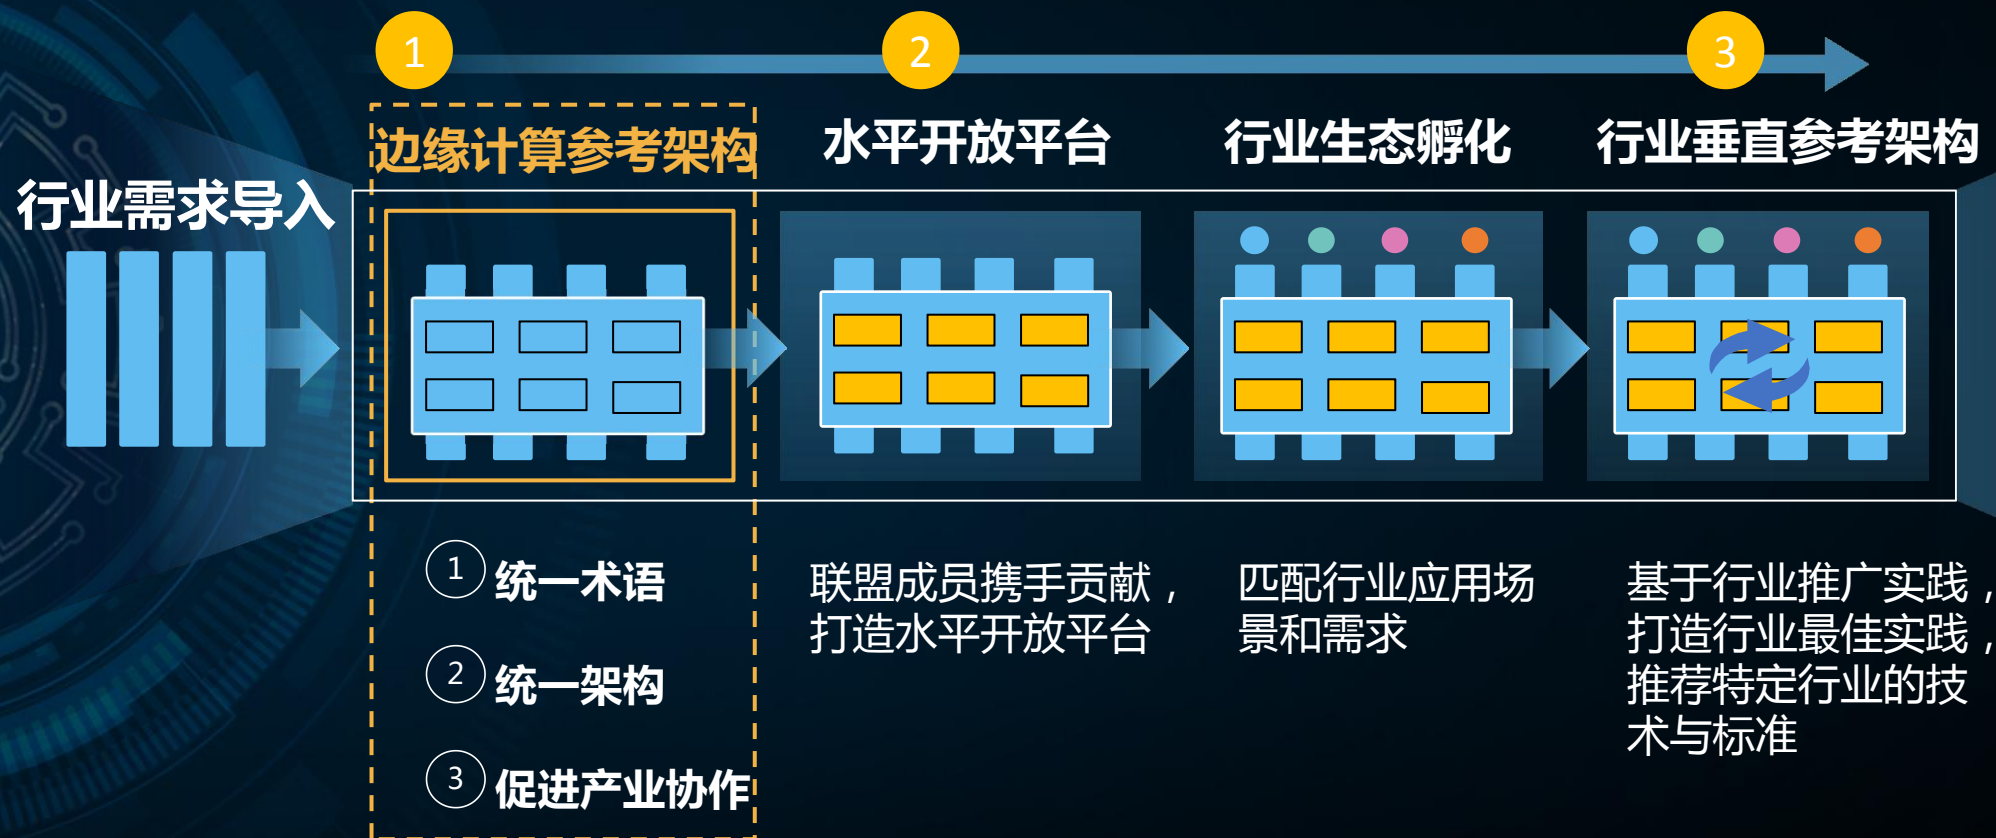 1
2
3
行业需求导入
边缘计算参考架构
水平开放平台
行业生态孵化
行业垂直参考架构
1 统一术语
2 统一架构
3 促进产业协作
联盟成员携手贡献，
打造水平开放平台
匹配行业应用场
景和需求
基于行业推广实践，
打造行业最佳实践，
推荐特定行业的技
术与标准